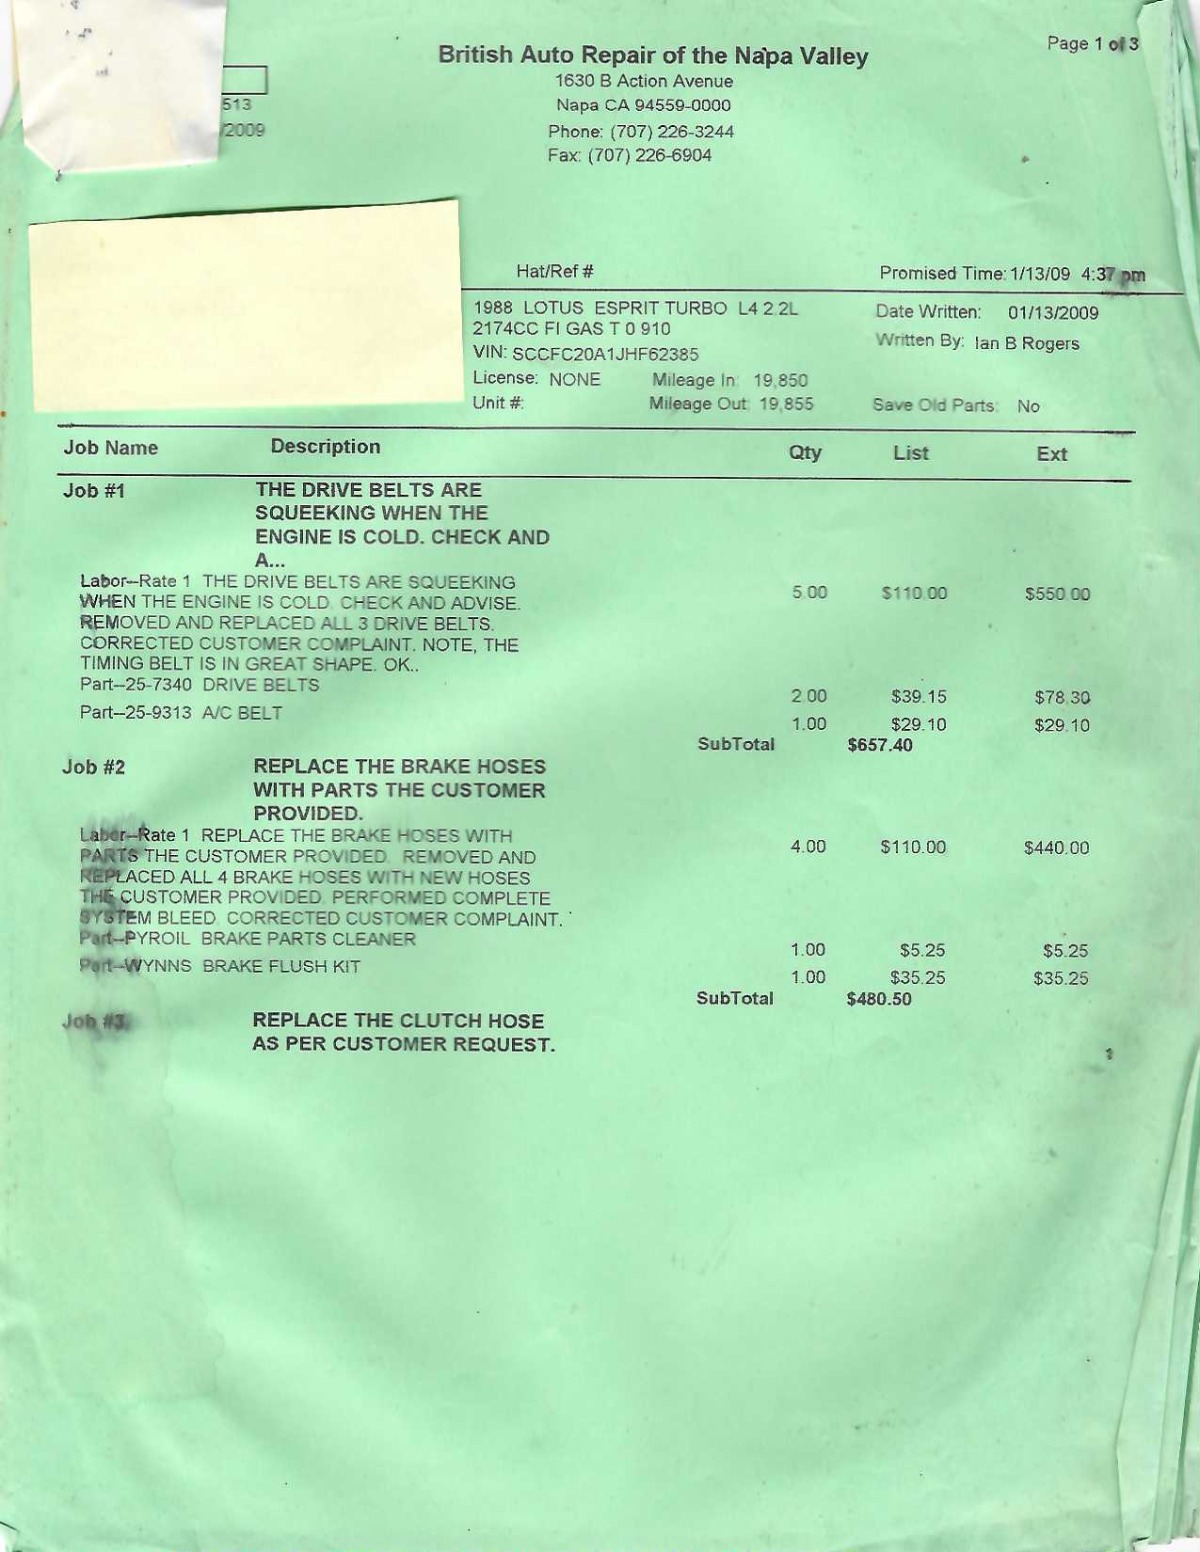 Page 1 of 3
British Auto Repair of the Napa Valley
1630 B Action Avenue
Napa CA 94559-0000
Phone: (707) 226-3244
Fax: (707) 226-6904
513
/2009
Hat/Ref #
Promised Time: 1/13/09 4:37 pm
1988 LOTUS ESPRIT TURBO L4 2.2L
2174CC FI GAS T 0 910
VIN: SCCFC20A1JHF62385
License: NONE Mileage In: 19,850
Unit #: Mileage Out: 19,855
Date Written: 01/13/2009
Written By: Ian B Rogers
Save Old Parts: No
Job Name Description Qty List Ext
Job #1 THE DRIVE BELTS ARE
SQUEEKING WHEN THE
ENGINE IS COLD. CHECK AND
A...
Labor--Rate 1 THE DRIVE BELTS ARE SQUEEKING 5.00 $110.00 $550.00
WHEN THE ENGINE IS COLD. CHECK AND ADVISE.
REMOVED AND REPLACED ALL 3 DRIVE BELTS.
CORRECTED CUSTOMER COMPLAINT. NOTE, THE
TIMING BELT IS IN GREAT SHAPE. OK..
Part--25-7340 DRIVE BELTS 2.00 $39.15 $78.30
Part--25-9313 A/C BELT 1.00 $29.10 $29.10
SubTotal $657.40
Job #2 REPLACE THE BRAKE HOSES
WITH PARTS THE CUSTOMER
PROVIDED.
Labor--Rate 1 REPLACE THE BRAKE HOSES WITH 4.00 $110.00 $440.00
PARTS THE CUSTOMER PROVIDED. REMOVED AND
REPLACED ALL 4 BRAKE HOSES WITH NEW HOSES
THE CUSTOMER PROVIDED. PERFORMED COMPLETE
SYSTEM BLEED. CORRECTED CUSTOMER COMPLAINT.
Part--PYROIL BRAKE PARTS CLEANER 1.00 $5.25 $5.25
Part--WYNNS BRAKE FLUSH KIT 1.00 $35.25 $35.25
SubTotal $480.50
Job #3 REPLACE THE CLUTCH HOSE
AS PER CUSTOMER REQUEST.